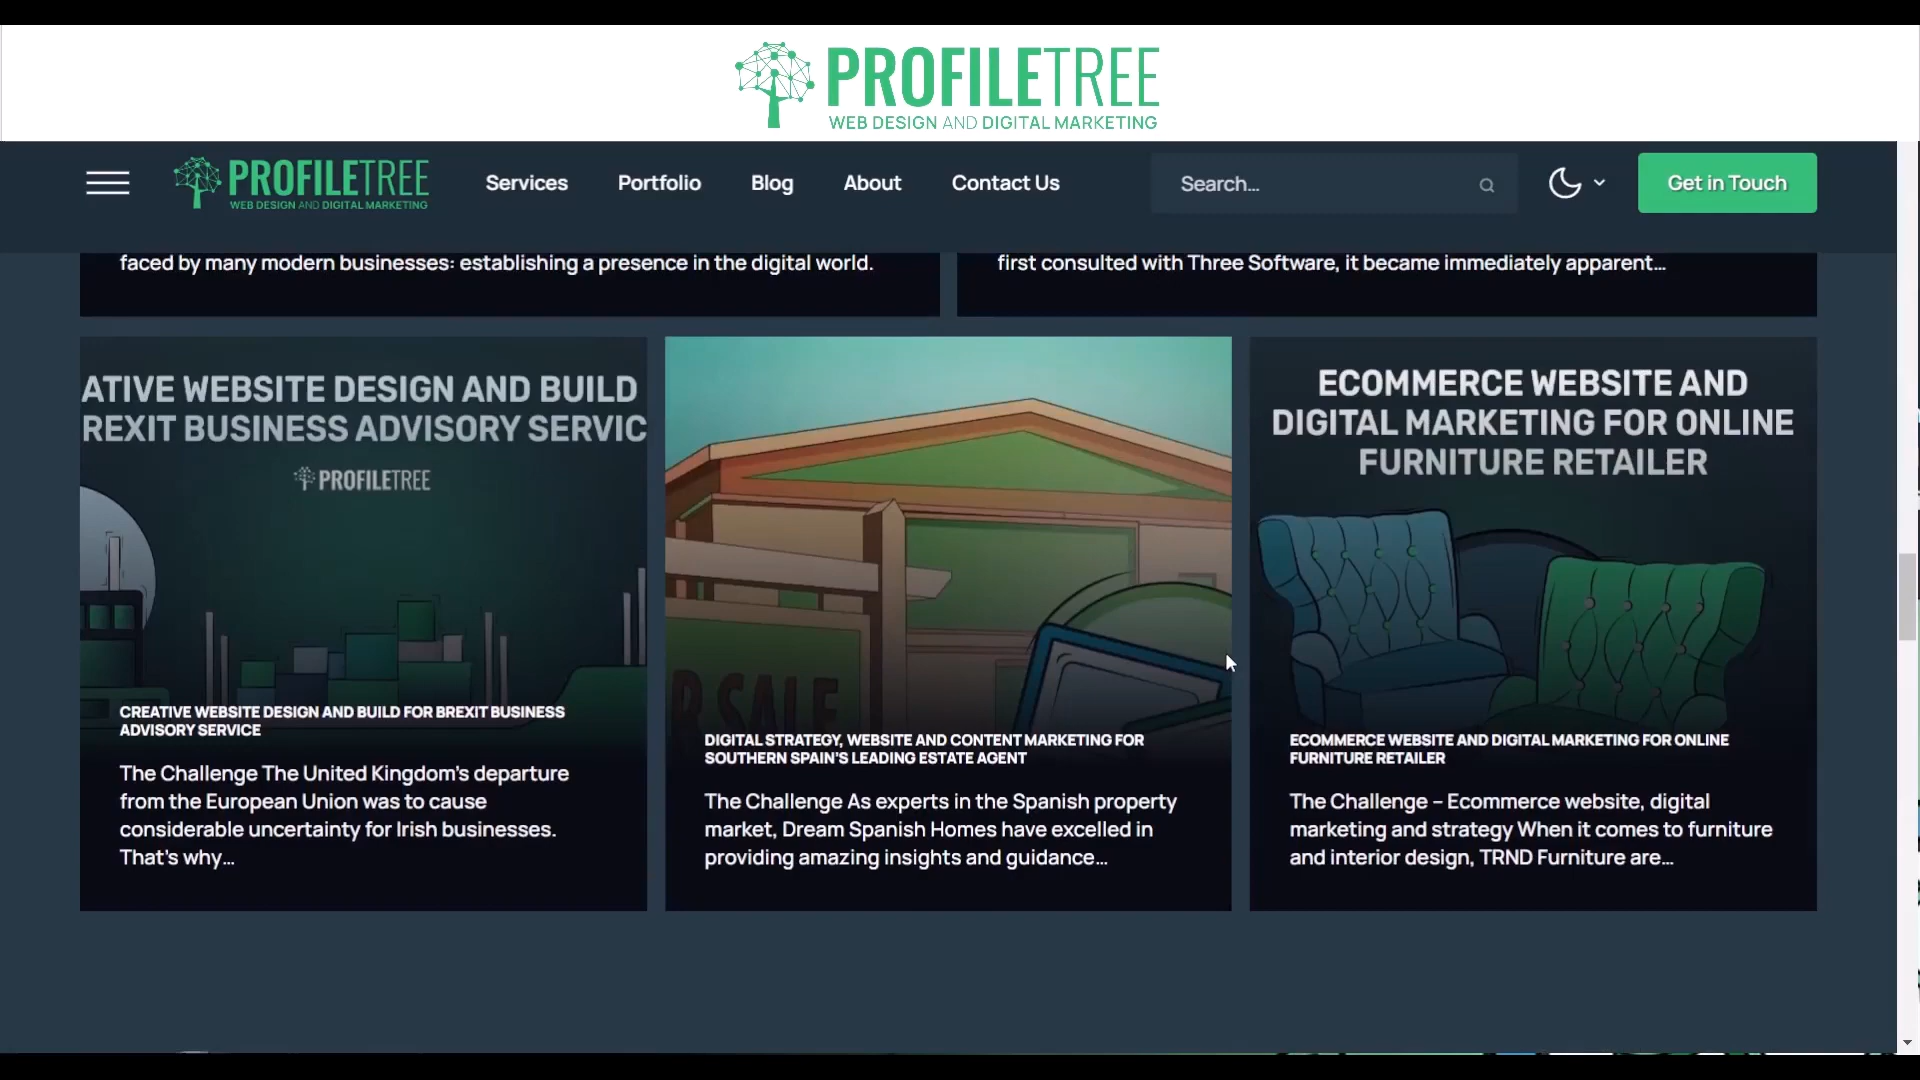 PROFILETREE
WEB DESIGN AND DIGITAL MARKETING
PROFILETREE
WEB DESIGN AND DIGITAL MARKETING
Services
Portfolio
Blog
About
Contact Us
Search...
Get in Touch
faced by many modern businesses: establishing a presence in the digital world.
first consulted with Three Software, it became immediately apparent...
ATIVE WEBSITE DESIGN AND BUILD
REXIT BUSINESS ADVISORY SERVIC
PROFILETREE
CREATIVE WEBSITE DESIGN AND BUILD FOR BREXIT BUSINESS
ADVISORY SERVICE
The Challenge The United Kingdom's departure
from the European Union was to cause
considerable uncertainty for Irish businesses.
That's why...
R SALE
DIGITAL STRATEGY, WEBSITE AND CONTENT MARKETING FOR
SOUTHERN SPAIN'S LEADING ESTATE AGENT
The Challenge As experts in the Spanish property
market, Dream Spanish Homes have excelled in
providing amazing insights and guidance...
ECOMMERCE WEBSITE AND
DIGITAL MARKETING FOR ONLINE
FURNITURE RETAILER
ECOMMERCE WEBSITE AND DIGITAL MARKETING FOR ONLINE
FURNITURE RETAILER
The Challenge – Ecommerce website, digital
marketing and strategy When it comes to furniture
and interior design, TRND Furniture are...